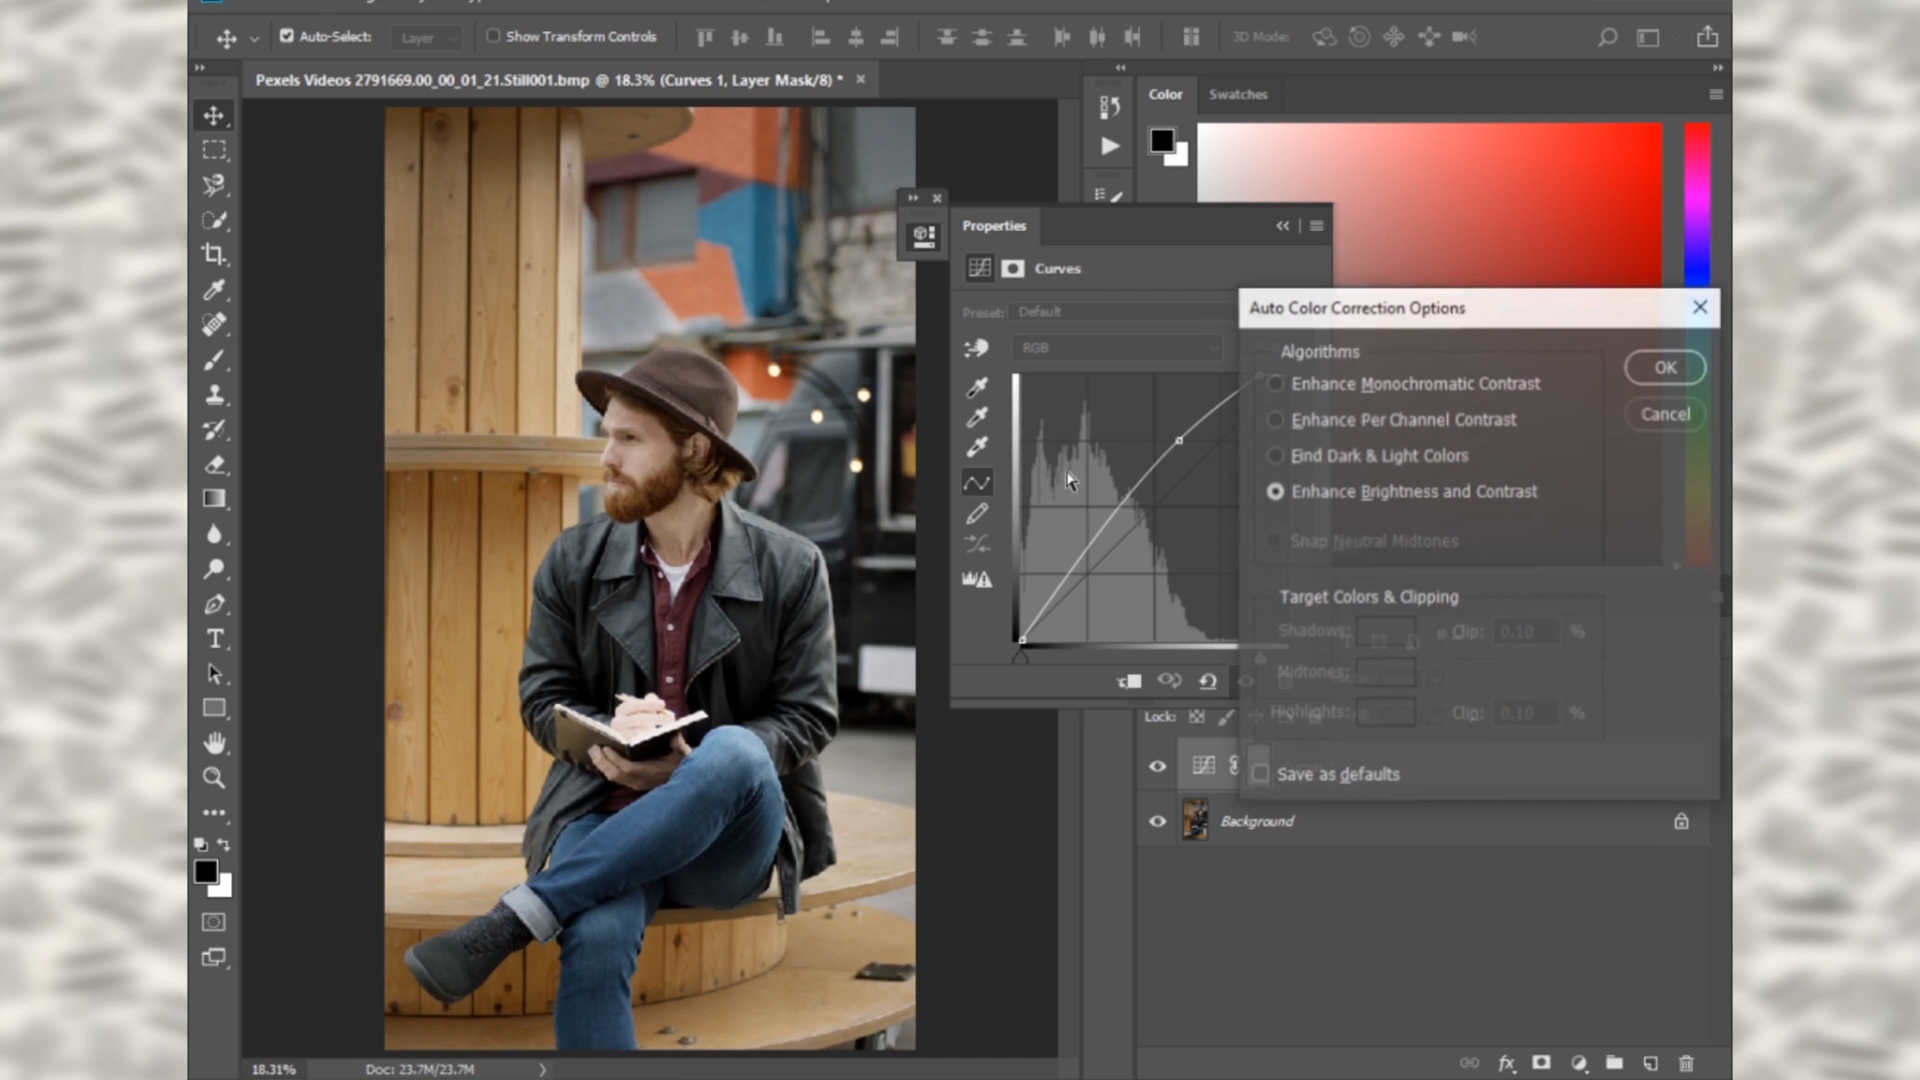 Auto-Select:
Layer
Show Transform Controls
3D Mode:
Pexels Videos 2791669.00_00_01_21.Still001.bmp @ 18.3% (Curves 1, Layer Mask/8) *
Color
Swatches
Properties
Curves
Preset: Default
RGB
Auto Color Correction Options
Algorithms
Enhance Monochromatic Contrast
Enhance Per Channel Contrast
Find Dark & Light Colors
Enhance Brightness and Contrast
Snap Neutral Midtones
OK
Cancel
Target Colors & Clipping
Shadows: Clip: 0.10 %
Midtones:
Highlights: Clip: 0.10 %
Save as defaults
Lock:
Background
18.31%
Doc: 23.7M/23.7M